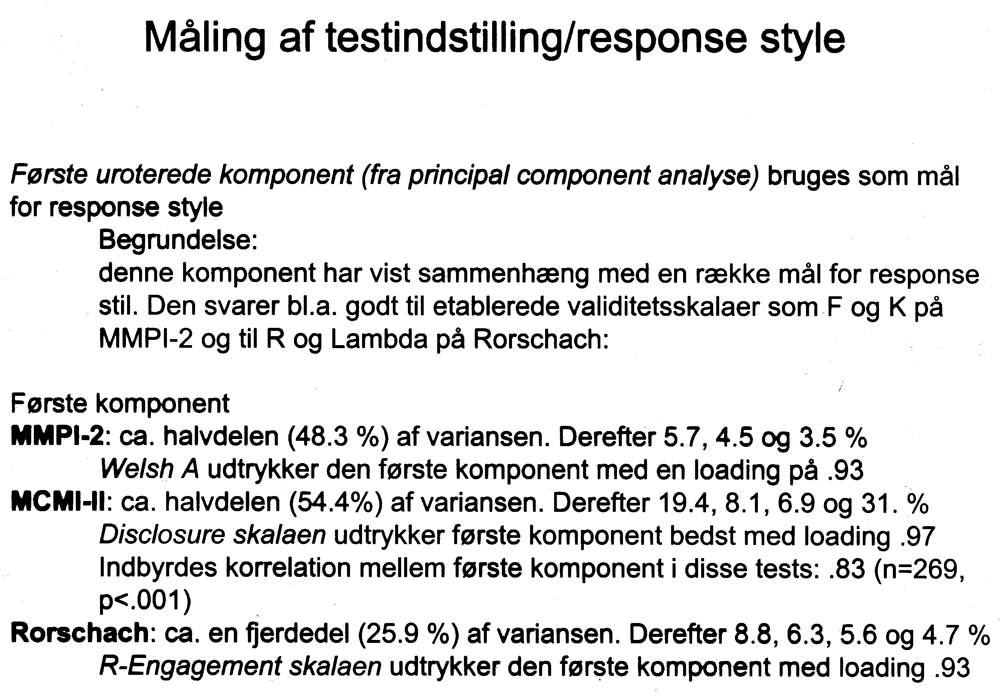 Måling af testindstilling/response style
Første uroterede komponent (fra principal component analyse) bruges som mål
for response style
Begrundelse:
denne komponent har vist sammenhæng med en række mål for response
stil. Den svarer bl.a. godt til etablerede validitetsskalaer som F og K på
MMPI-2 og til R og Lambda på Rorschach:
Første komponent
MMPI-2: ca. halvdelen (48.3 %) af variansen. Derefter 5.7, 4.5 og 3.5 %
Welsh A udtrykker den første komponent med en loading på .93
MCMI-II: ca. halvdelen (54.4%) af variansen. Derefter 19.4, 8.1, 6.9 og 31. %
Disclosure skalaen udtrykker første komponent bedst med loading .97
Indbyrdes korrelation mellem første komponent i disse tests: .83 (n=269,
p<.001)
Rorschach: ca. en fjerdedel (25.9 %) af variansen. Derefter 8.8, 6.3, 5.6 og 4.7 %
R-Engagement skalaen udtrykker den første komponent med loading .93